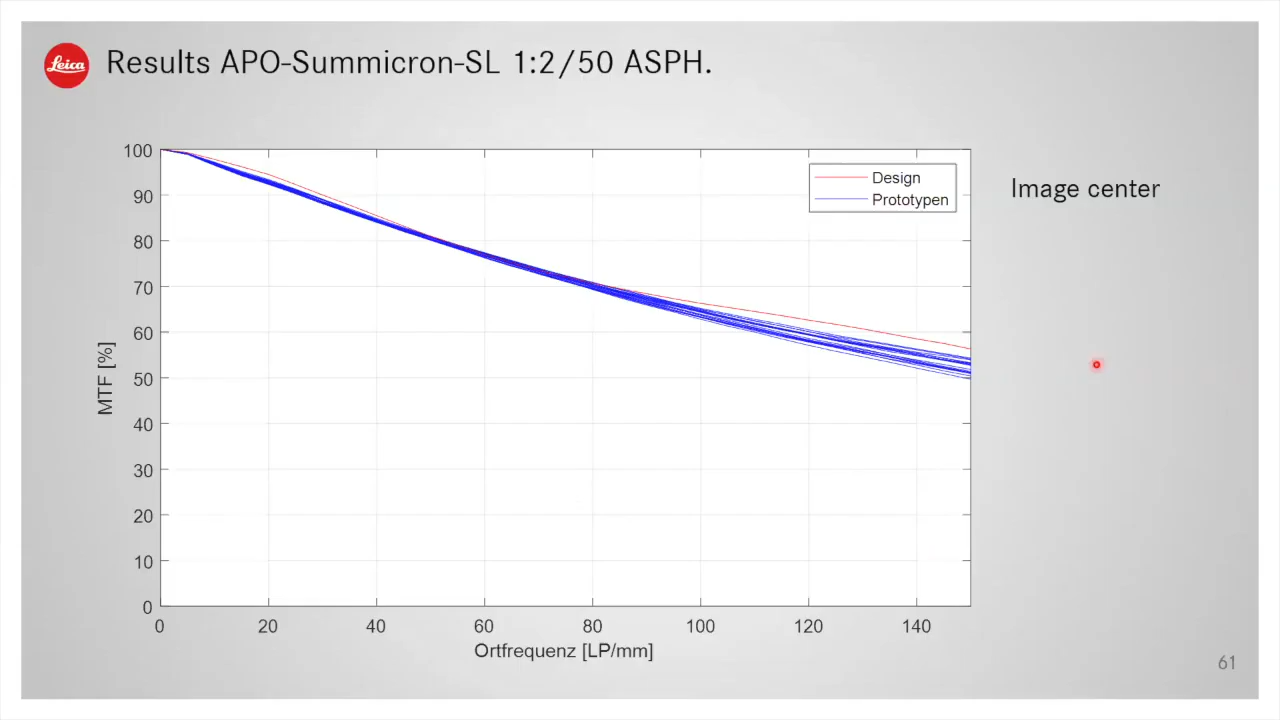 Leica
Results APO-Summicron-SL 1:2/50 ASPH.
Image center
Design
Prototypen
100
90
80
70
60
50
40
30
20
10
0
MTF [%]
0 20 40 60 80 100 120 140
Ortfrequenz [LP/mm]
61